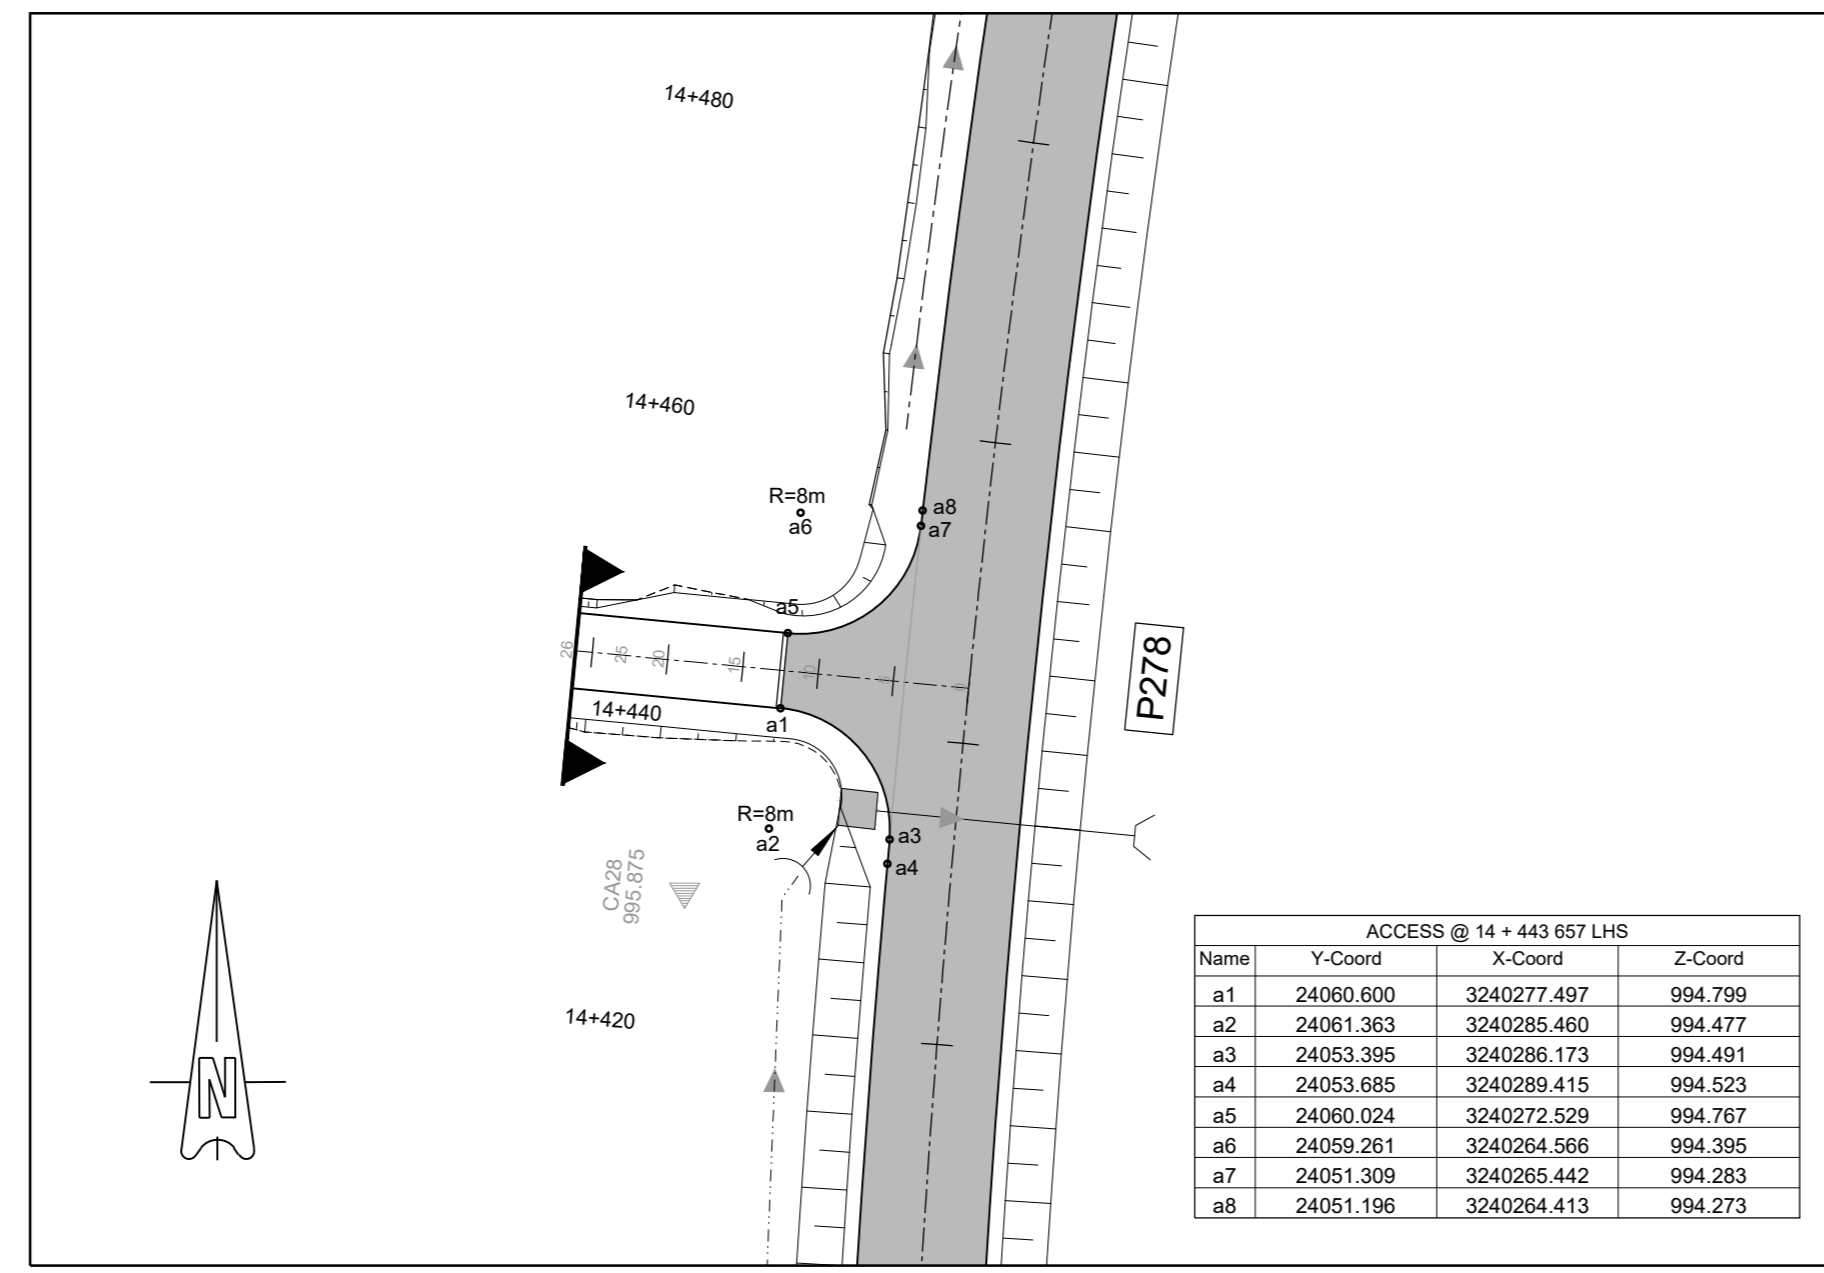 14+480
14+460
R=8m
a6
a8
a7
a5
26
25
20
15
10
5
0
P278
14+440
a1
R=8m
a2
a3
a4
CA28
995.875
14+420
N
ACCESS @ 14 + 443 657 LHS
Name Y-Coord X-Coord Z-Coord
a1 24060.600 3240277.497 994.799
a2 24061.363 3240285.460 994.477
a3 24053.395 3240286.173 994.491
a4 24053.685 3240289.415 994.523
a5 24060.024 3240272.529 994.767
a6 24059.261 3240264.566 994.395
a7 24051.309 3240265.442 994.283
a8 24051.196 3240264.413 994.273